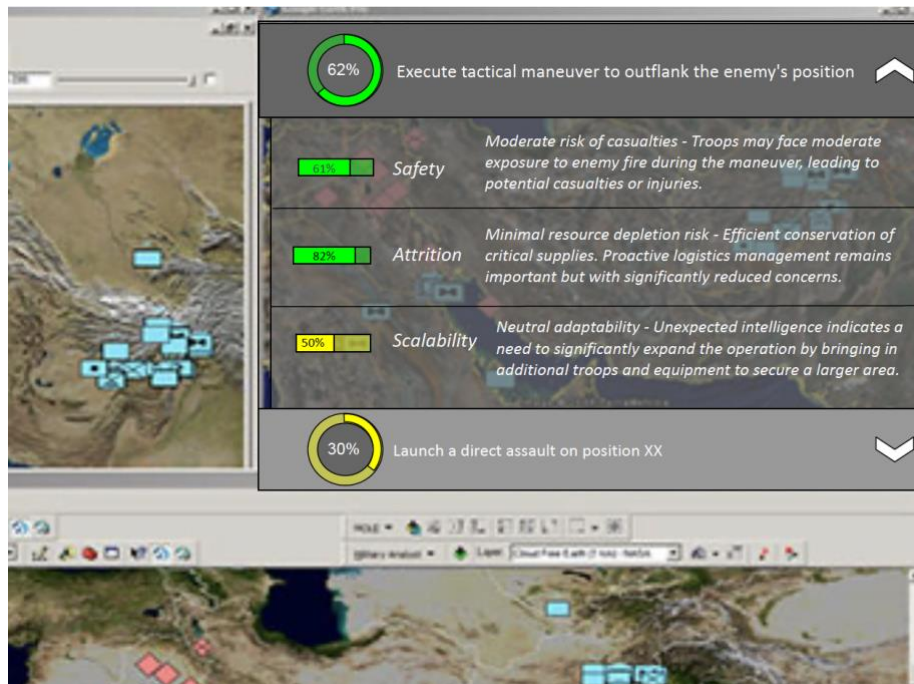 62%
Execute tactical maneuver to outflank the enemy's position
61%
Safety
Moderate risk of casualties - Troops may face moderate
exposure to enemy fire during the maneuver, leading to
potential casualties or injuries.
82%
Attrition
Minimal resource depletion risk - Efficient conservation of
critical supplies. Proactive logistics management remains
important but with significantly reduced concerns.
50%
Scalability
Neutral adaptability - Unexpected intelligence indicates a
need to significantly expand the operation by bringing in
additional troops and equipment to secure a larger area.
30%
Launch a direct assault on position XX
MOLE
Military Analyst
Layer: